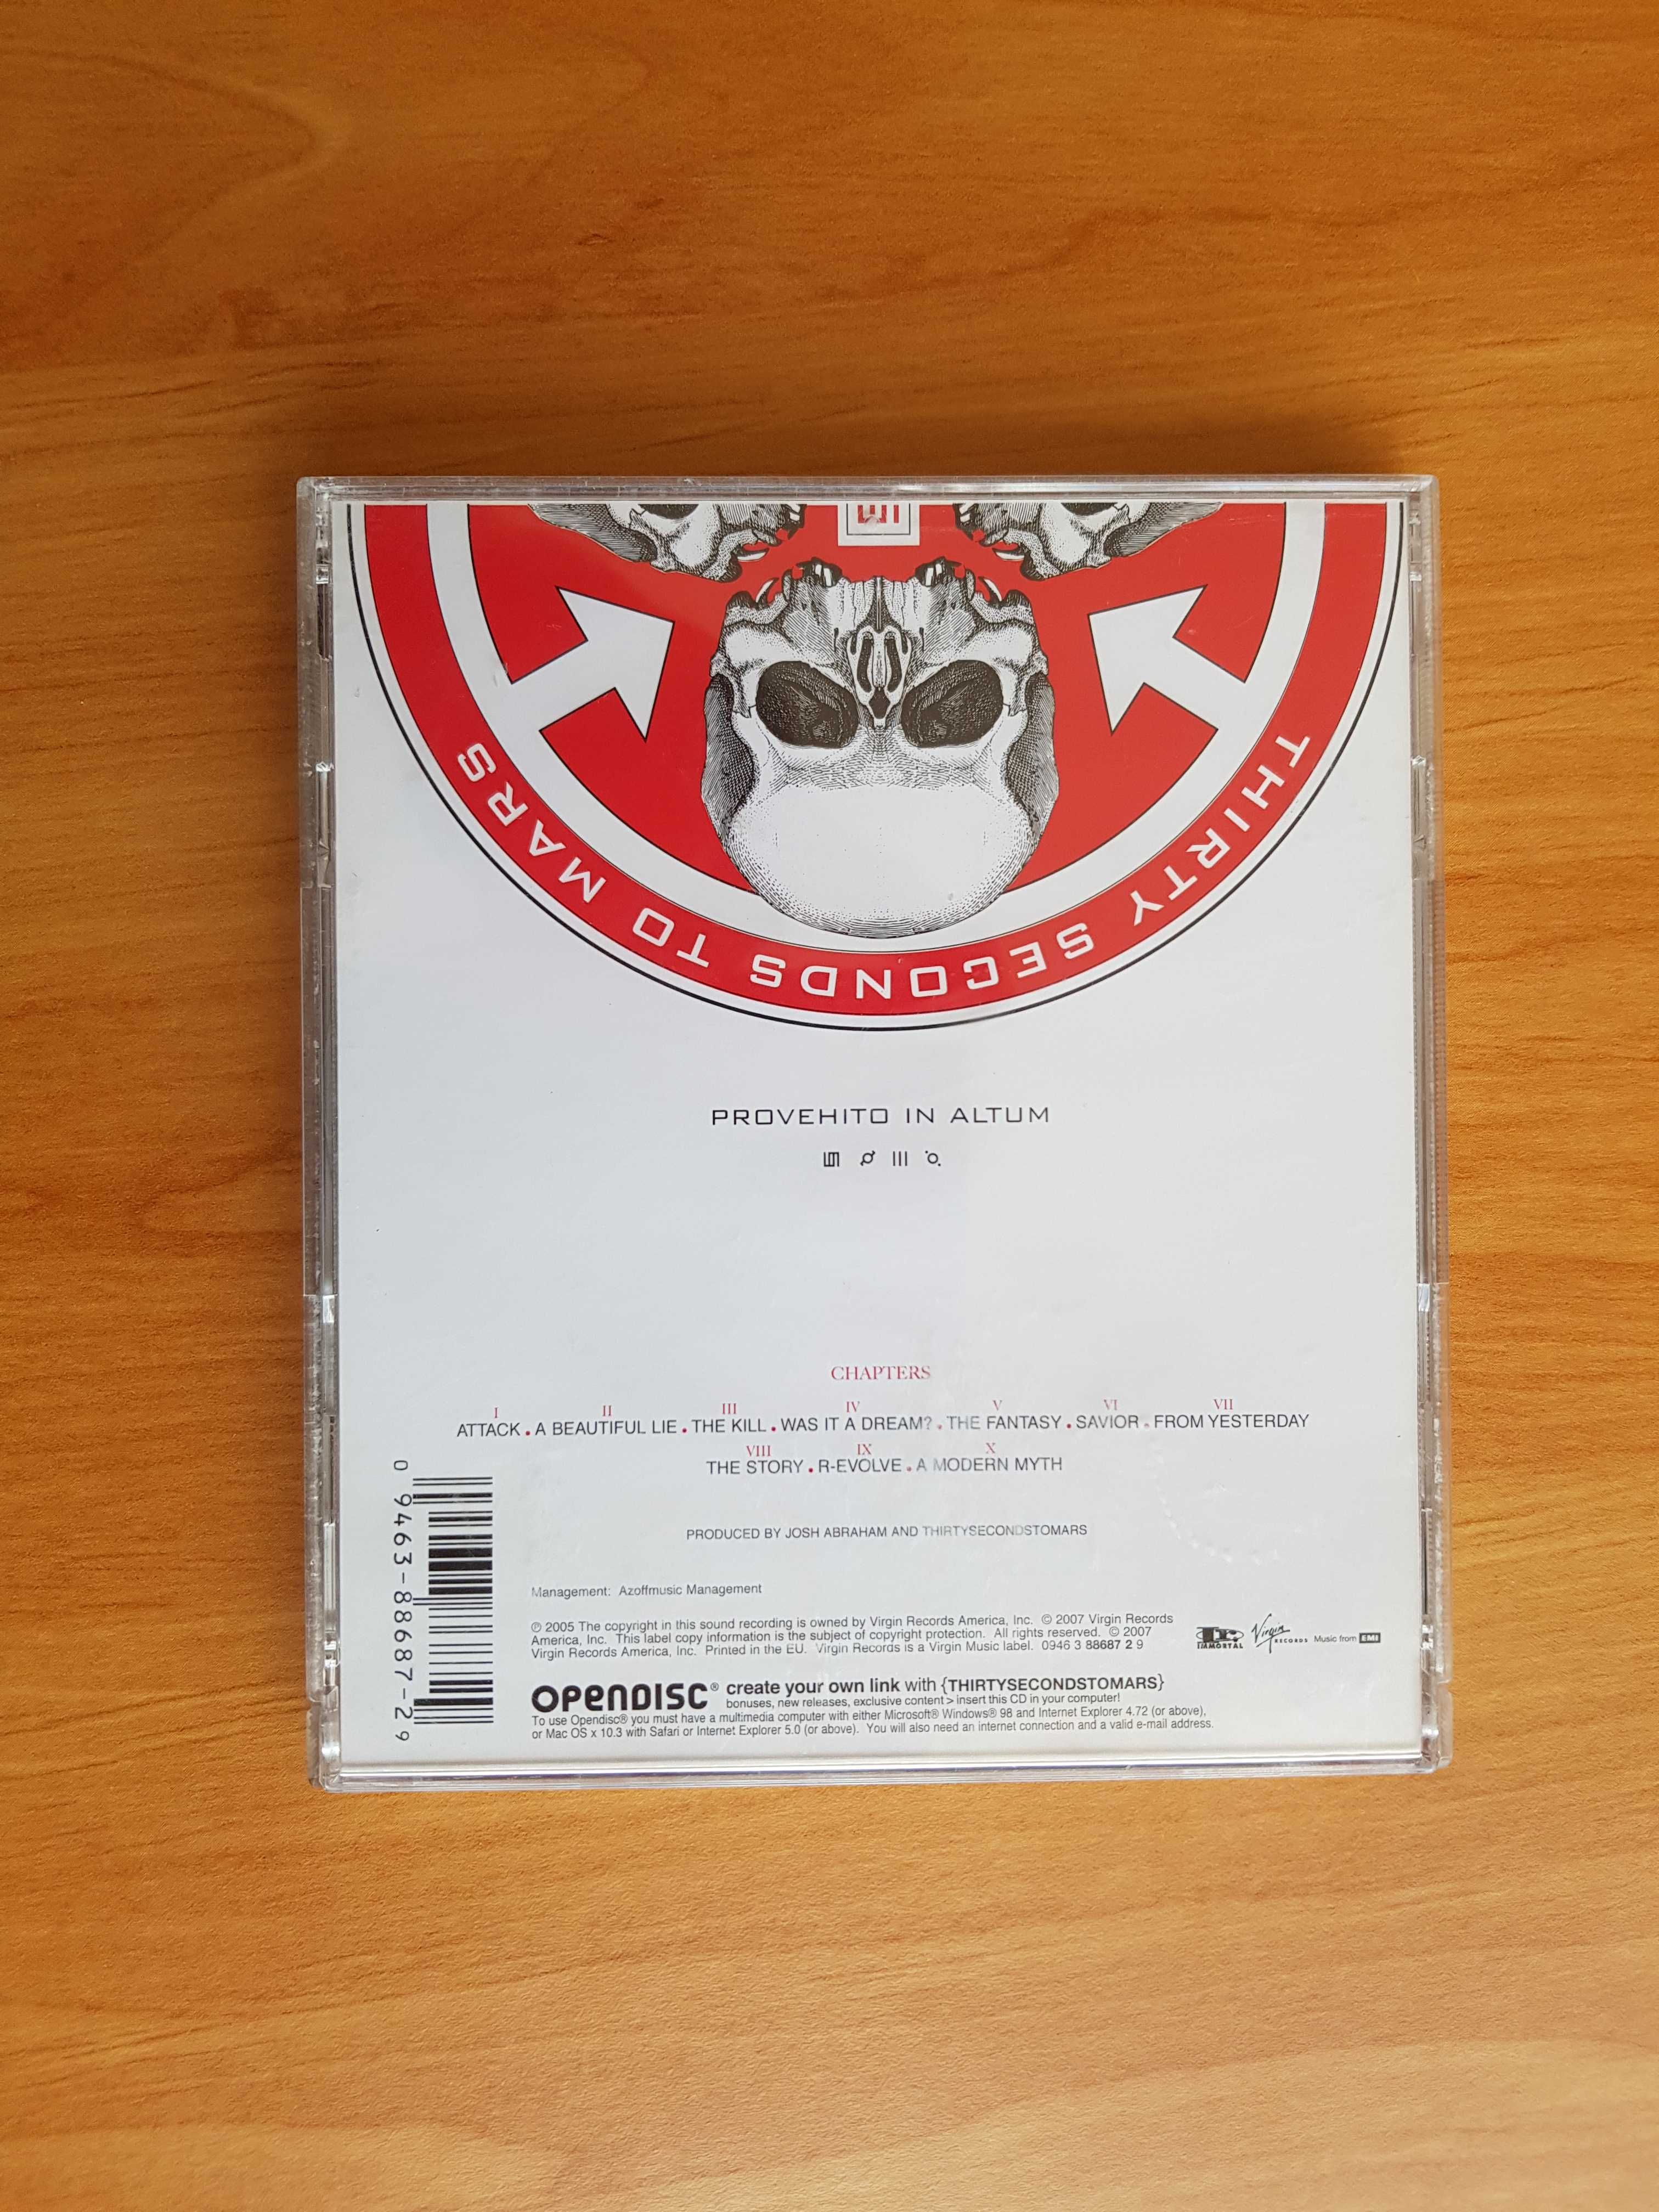 THIRTY SECONDS TO MARS
PROVEHITO IN ALTUM
CHAPTERS
I II III IV V VI VII
ATTACK . A BEAUTIFUL LIE . THE KILL . WAS IT A DREAM? . THE FANTASY . SAVIOR . FROM YESTERDAY
VIII IX X
THE STORY . R-EVOLVE . A MODERN MYTH
PRODUCED BY JOSH ABRAHAM AND THIRTYSECONDSTOMARS
Management: Azoffmusic Management
℗ 2005 The copyright in this sound recording is owned by Virgin Records America, Inc. © 2007 Virgin Records
America, Inc. This label copy information is the subject of copyright protection. All rights reserved. © 2007
Virgin Records America, Inc. Printed in the EU. Virgin Records is a Virgin Music label. 0946 3 88687 2 9
IMMORTAL
Virgin RECORDS
Music from EMI
OPENDISC® create your own link with {THIRTYSECONDSTOMARS}
bonuses, new releases, exclusive content > insert this CD in your computer!
To use Opendisc® you must have a multimedia computer with either Microsoft® Windows® 98 and Internet Explorer 4.72 (or above),
or Mac OS x 10.3 with Safari or Internet Explorer 5.0 (or above). You will also need an internet connection and a valid e-mail address.
0 9463-88687-2 9